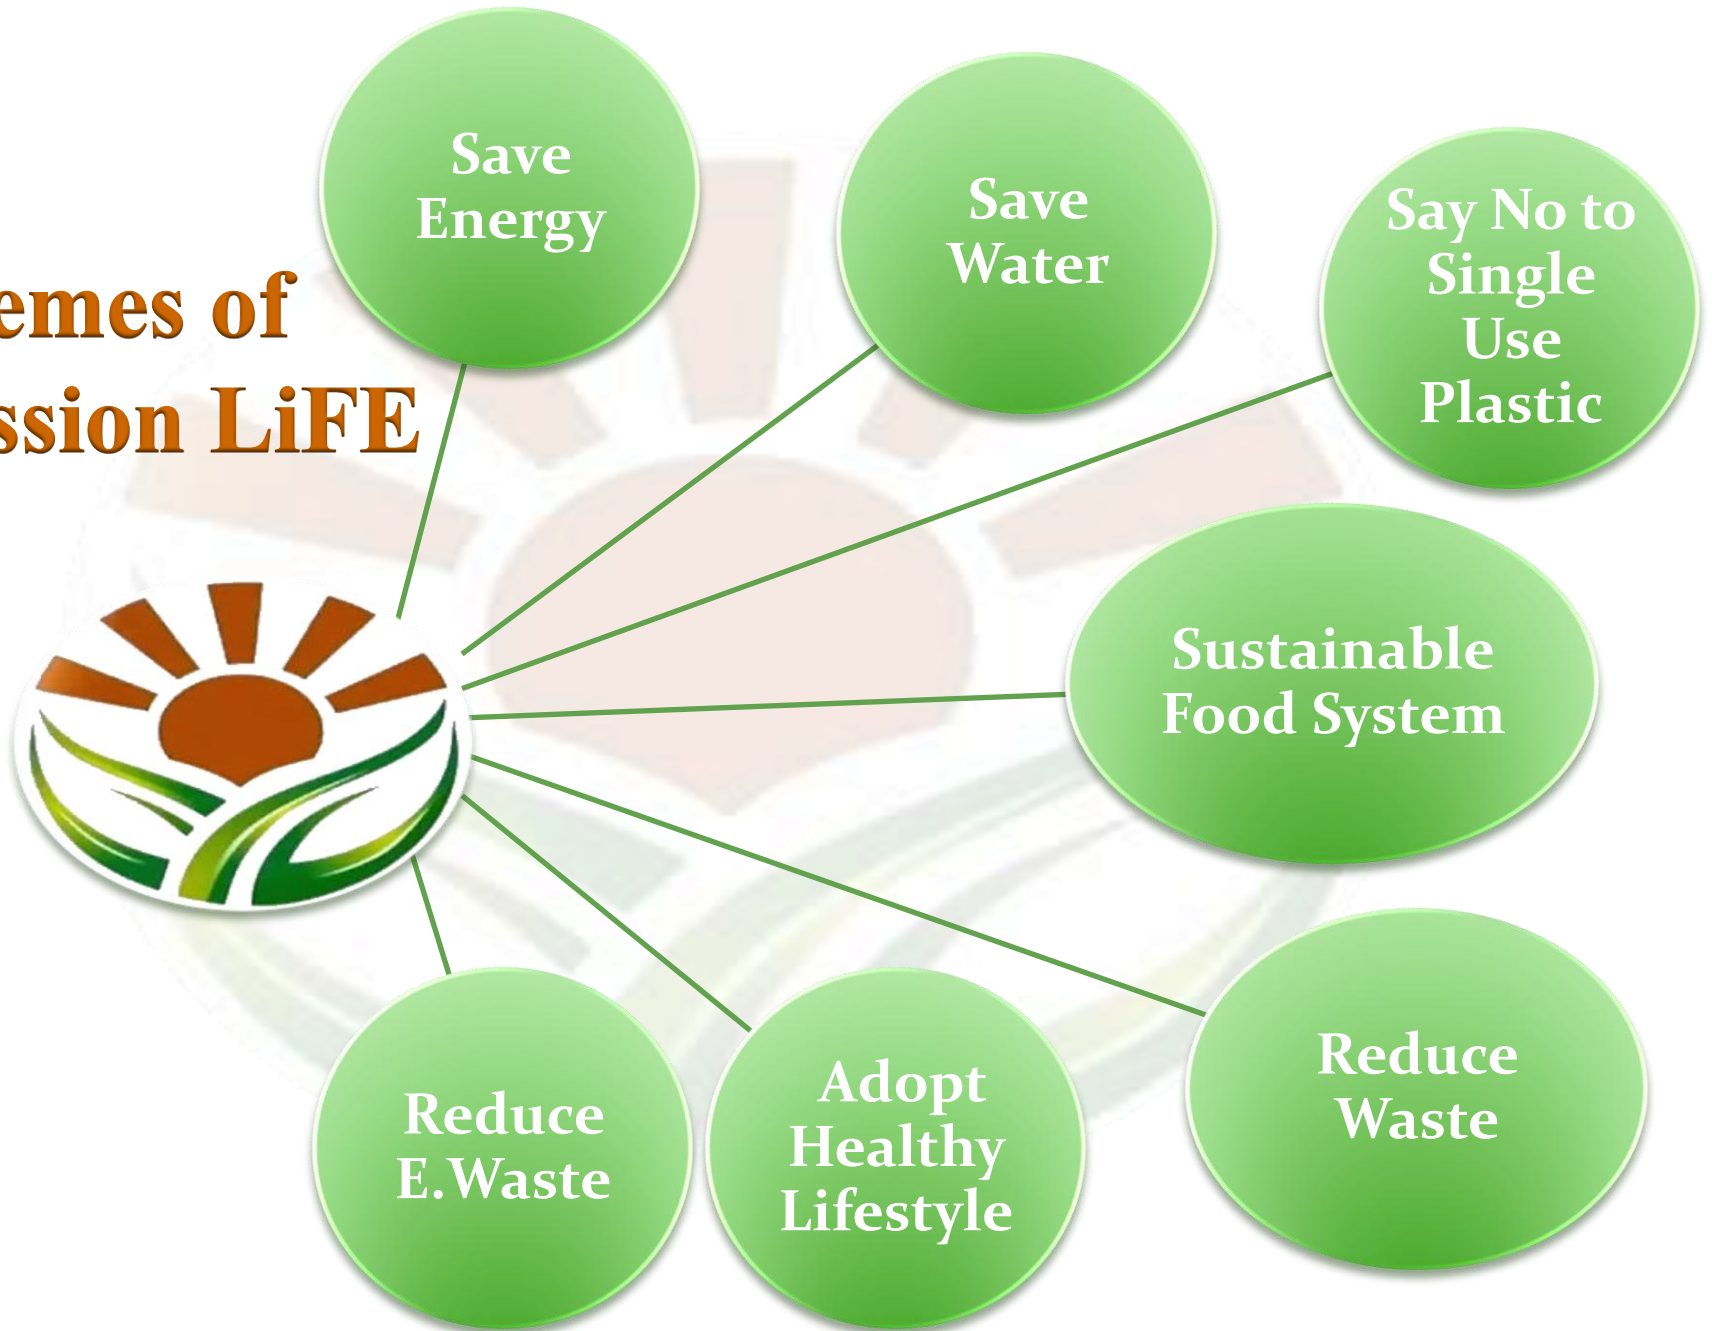 emes of
ssion LiFE
Save
Energy
Save
Water
Say No to
Single
Use
Plastic
Sustainable
Food System
Reduce
Waste
Adopt
Healthy
Lifestyle
Reduce
E.Waste